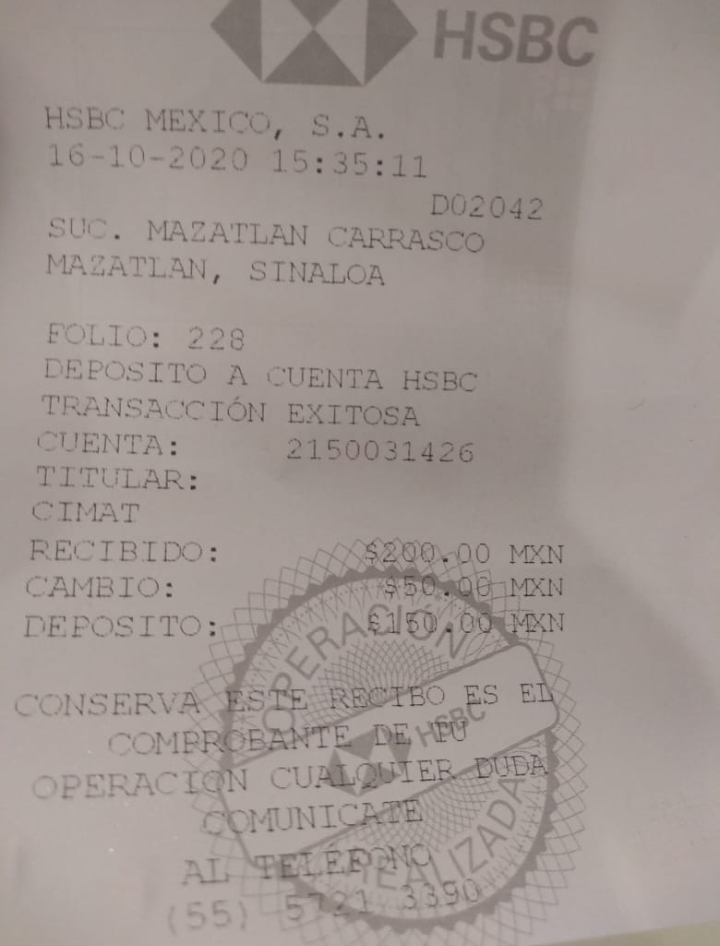 HSBC
HSBC MEXICO, S.A.
16-10-2020 15:35:11
D02042
SUC. MAZATLAN CARRASCO
MAZATLAN, SINALOA
FOLIO: 228
DEPOSITO A CUENTA HSBC
TRANSACCIÓN EXITOSA
CUENTA: 2150031426
TITULAR:
CIMAT
RECIBIDO: $200.00 MXN
CAMBIO: $50.00 MXN
DEPOSITO: $150.00 MXN
OPERACIÓN
HSBC
REALIZADA
CONSERVA ESTE RECIBO ES EL
COMPROBANTE DE TU
OPERACION CUALQUIER DUDA
COMUNICATE
AL TELÉFONO
(55) 5721 3390